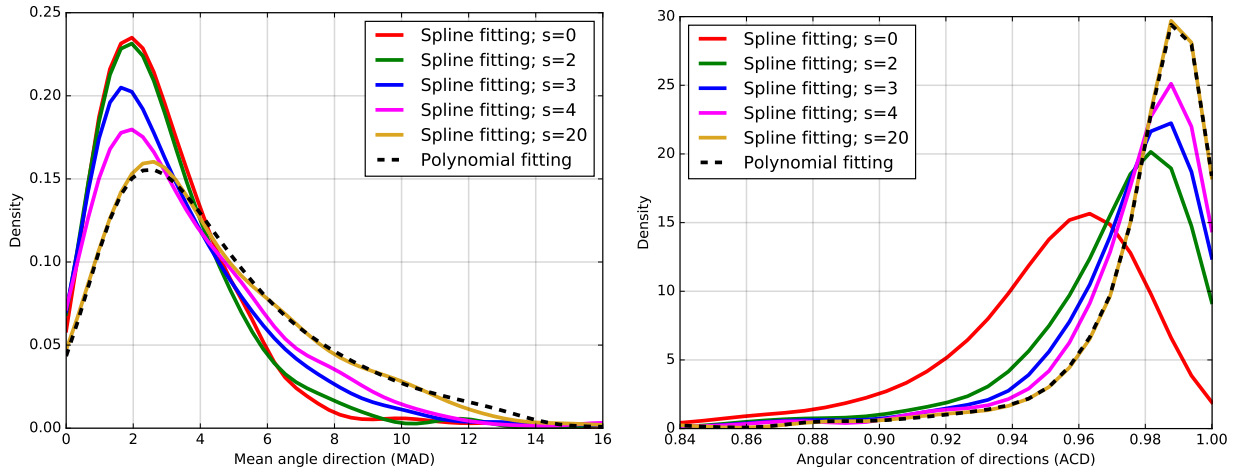 0.25
0.20
0.15
0.10
0.05
0.00
Density
0 2 4 6 8 10 12 14 16
Mean angle direction (MAD)
Spline fitting; s=0
Spline fitting; s=2
Spline fitting; s=3
Spline fitting; s=4
Spline fitting; s=20
Polynomial fitting
30
25
20
15
10
5
0
Density
0.84 0.86 0.88 0.90 0.92 0.94 0.96 0.98 1.00
Angular concentration of directions (ACD)
Spline fitting; s=0
Spline fitting; s=2
Spline fitting; s=3
Spline fitting; s=4
Spline fitting; s=20
Polynomial fitting